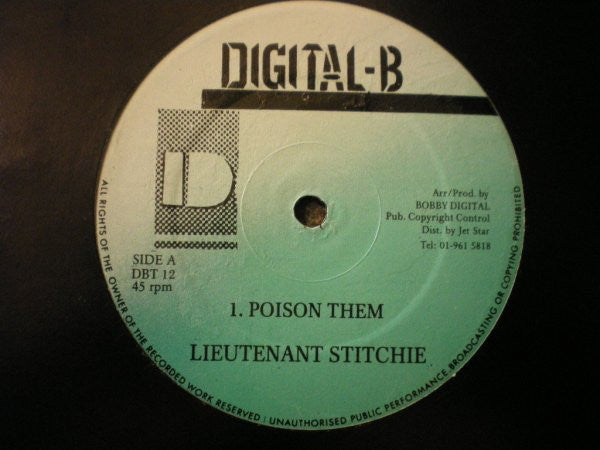 DIGITAL-B
D
Arr/Prod. by
BOBBY DIGITAL
Pub. Copyright Control
Dist. by Jet Star
Tel: 01-961 5818
SIDE A
DBT 12
45 rpm
1. POISON THEM
LIEUTENANT STITCHIE
ALL RIGHTS OF THE OWNER OF THE RECORDED WORK RESERVED | UNAUTHORISED PUBLIC PERFORMANCE, BROADCASTING OR COPYING PROHIBITED